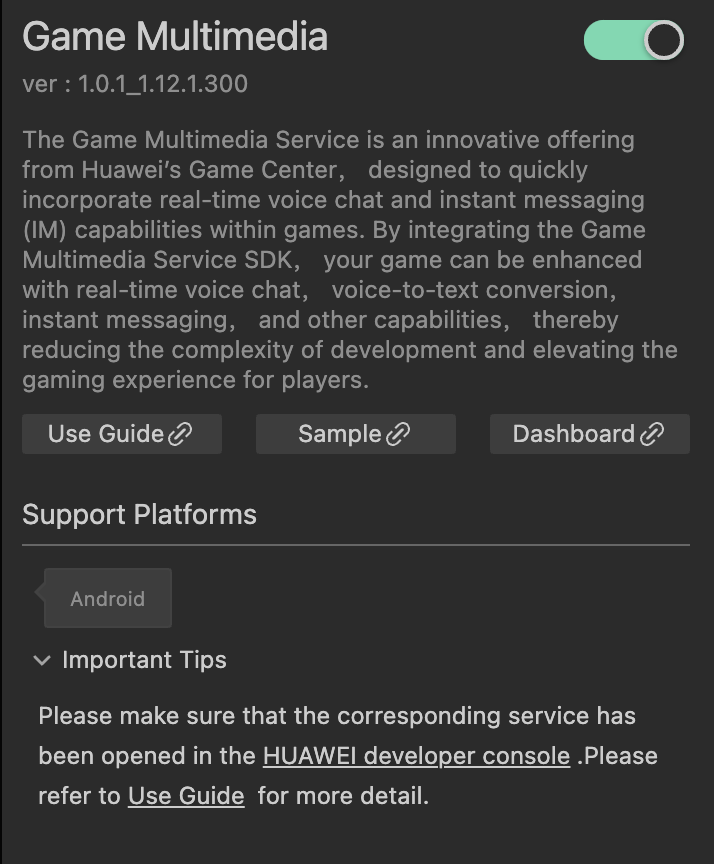 Game Multimedia
ver : 1.0.1_1.12.1.300
The Game Multimedia Service is an innovative offering
from Huawei’s Game Center， designed to quickly
incorporate real-time voice chat and instant messaging
(IM) capabilities within games. By integrating the Game
Multimedia Service SDK， your game can be enhanced
with real-time voice chat， voice-to-text conversion，
instant messaging， and other capabilities， thereby
reducing the complexity of development and elevating the
gaming experience for players.
Use Guide Sample Dashboard
Support Platforms
Android
Important Tips
Please make sure that the corresponding service has
been opened in the HUAWEI developer console .Please
refer to Use Guide for more detail.